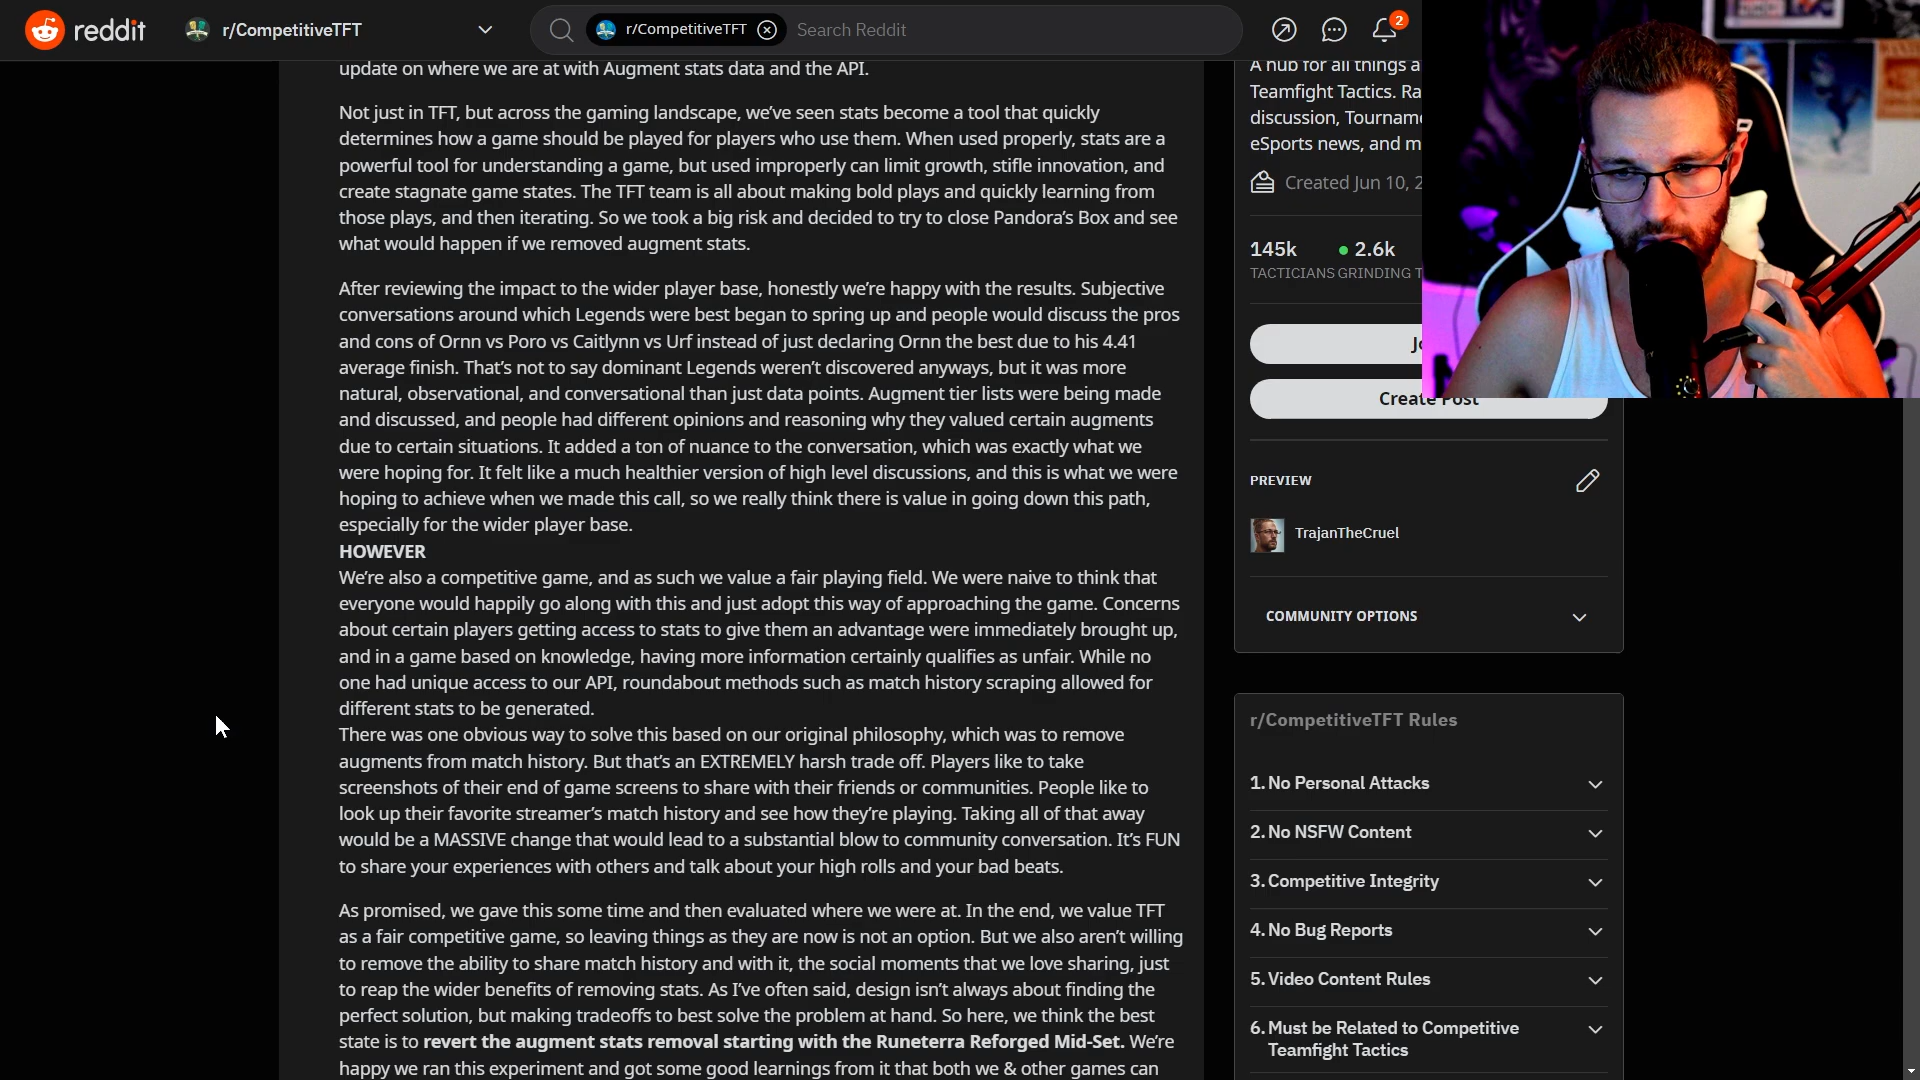 reddit
r/CompetitiveTFT
r/CompetitiveTFT
Search Reddit
2
update on where we are at with Augment stats data and the API.
Not just in TFT, but across the gaming landscape, we've seen stats become a tool that quickly
determines how a game should be played for players who use them. When used properly, stats are a
powerful tool for understanding a game, but used improperly can limit growth, stifle innovation, and
create stagnate game states. The TFT team is all about making bold plays and quickly learning from
those plays, and then iterating. So we took a big risk and decided to try to close Pandora's Box and see
what would happen if we removed augment stats.
After reviewing the impact to the wider player base, honestly we're happy with the results. Subjective
conversations around which Legends were best began to spring up and people would discuss the pros
and cons of Ornn vs Poro vs Caitlynn vs Urf instead of just declaring Ornn the best due to his 4.41
average finish. That's not to say dominant Legends weren't discovered anyways, but it was more
natural, observational, and conversational than just data points. Augment tier lists were being made
and discussed, and people had different opinions and reasoning why they valued certain augments
due to certain situations. It added a ton of nuance to the conversation, which was exactly what we
were hoping for. It felt like a much healthier version of high level discussions, and this is what we were
hoping to achieve when we made this call, so we really think there is value in going down this path,
especially for the wider player base.
HOWEVER
We're also a competitive game, and as such we value a fair playing field. We were naive to think that
everyone would happily go along with this and just adopt this way of approaching the game. Concerns
about certain players getting access to stats to give them an advantage were immediately brought up,
and in a game based on knowledge, having more information certainly qualifies as unfair. While no
one had unique access to our API, roundabout methods such as match history scraping allowed for
different stats to be generated.
There was one obvious way to solve this based on our original philosophy, which was to remove
augments from match history. But that's an EXTREMELY harsh trade off. Players like to take
screenshots of their end of game screens to share with their friends or communities. People like to
look up their favorite streamer's match history and see how they're playing. Taking all of that away
would be a MASSIVE change that would lead to a substantial blow to community conversation. It's FUN
to share your experiences with others and talk about your high rolls and your bad beats.
As promised, we gave this some time and then evaluated where we were at. In the end, we value TFT
as a fair competitive game, so leaving things as they are now is not an option. But we also aren't willing
to remove the ability to share match history and with it, the social moments that we love sharing, just
to reap the wider benefits of removing stats. As I've often said, design isn't always about finding the
perfect solution, but making tradeoffs to best solve the problem at hand. So here, we think the best
state is to revert the augment stats removal starting with the Runeterra Reforged Mid-Set. We're
happy we ran this experiment and got some good learnings from it that both we & other games can
A hub for all things a
Teamfight Tactics. Ra
discussion, Tourname
eSports news, and m
Created Jun 10, 2
145k
2.6k
TACTICIANS
GRINDING T
Jo
Create Post
PREVIEW
TrajanTheCruel
COMMUNITY OPTIONS
r/CompetitiveTFT Rules
1. No Personal Attacks
2. No NSFW Content
3. Competitive Integrity
4. No Bug Reports
5. Video Content Rules
6. Must be Related to Competitive
Teamfight Tactics